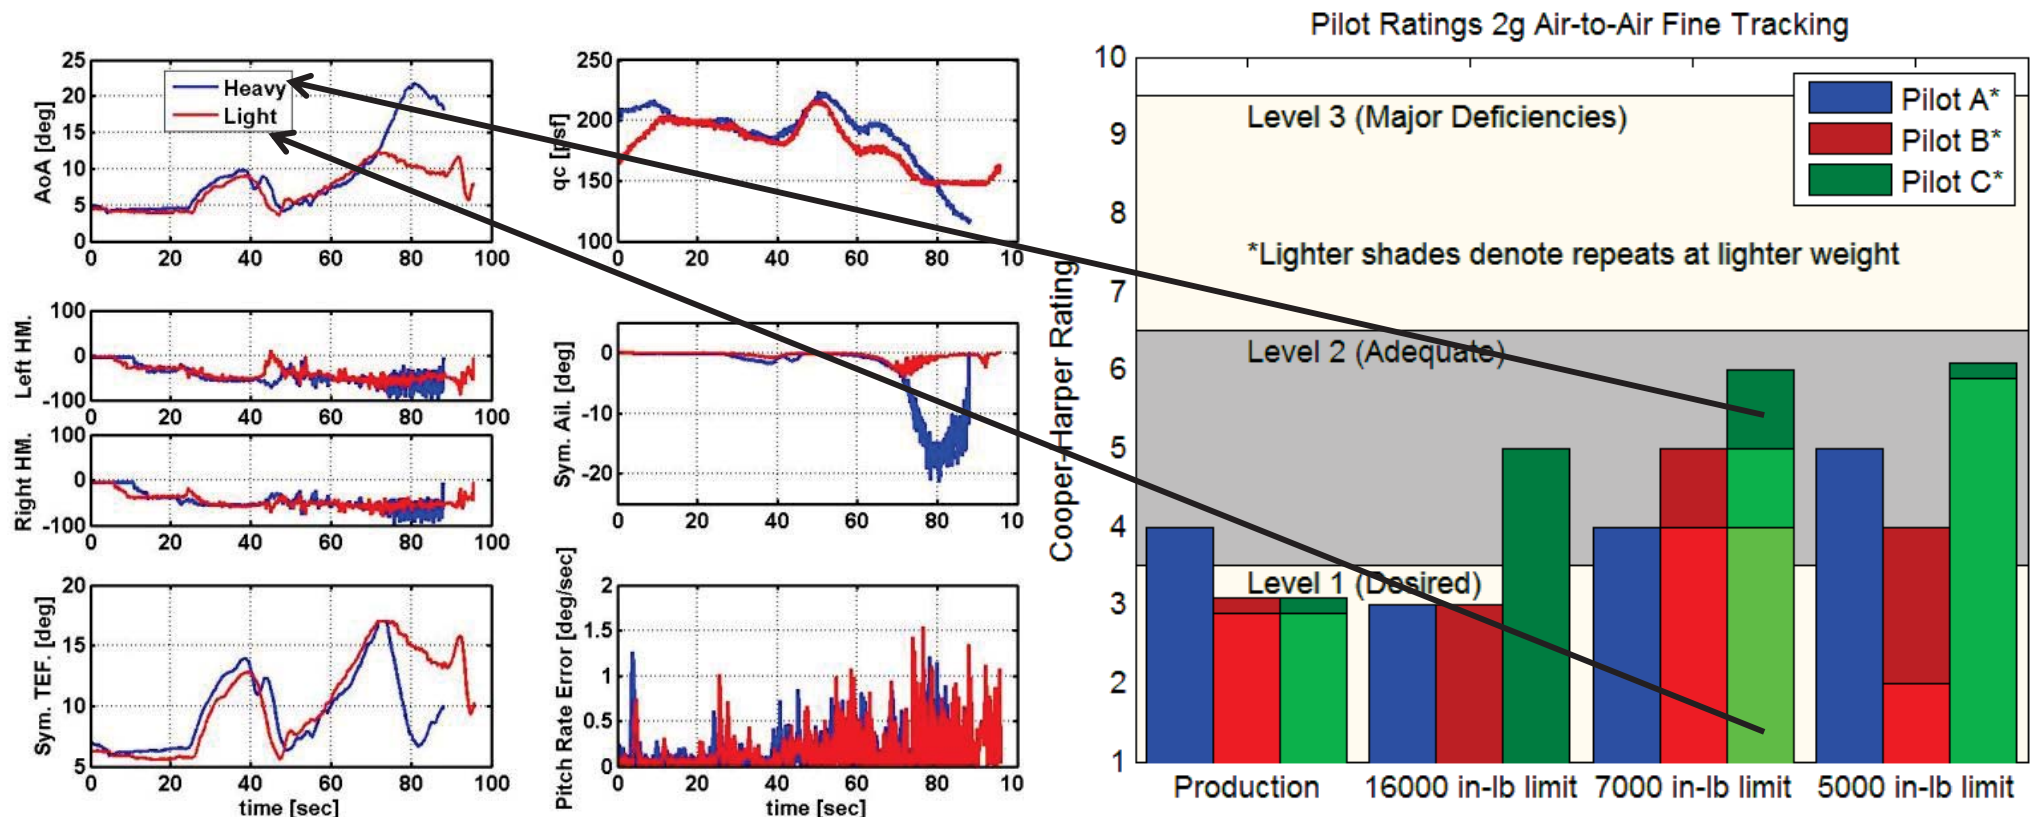 25
20
15
10
5
0
AoA [deg]
Heavy
Light
0 20 40 60 80 100
250
200
150
100
qc [psf]
0 20 40 60 80 10
100
0
-100
Left HM.
0 20 40 60 80 100
100
0
-100
Right HM.
0 20 40 60 80 100
0
-10
-20
Sym. Ail. [deg]
0 20 40 60 80 10
20
15
10
5
Sym. TEF. [deg]
0 20 40 60 80 100
time [sec]
2
1.5
1
0.5
0
Pitch Rate Error [deg/sec]
0 20 40 60 80 10
time [sec]
Pilot Ratings 2g Air-to-Air Fine Tracking
10
9
8
7
6
5
4
3
2
1
Cooper-Harper Rating
Pilot A*
Pilot B*
Pilot C*
Level 3 (Major Deficiencies)
*Lighter shades denote repeats at lighter weight
Level 2 (Adequate)
Level 1 (Desired)
Production 16000 in-lb limit 7000 in-lb limit 5000 in-lb limit